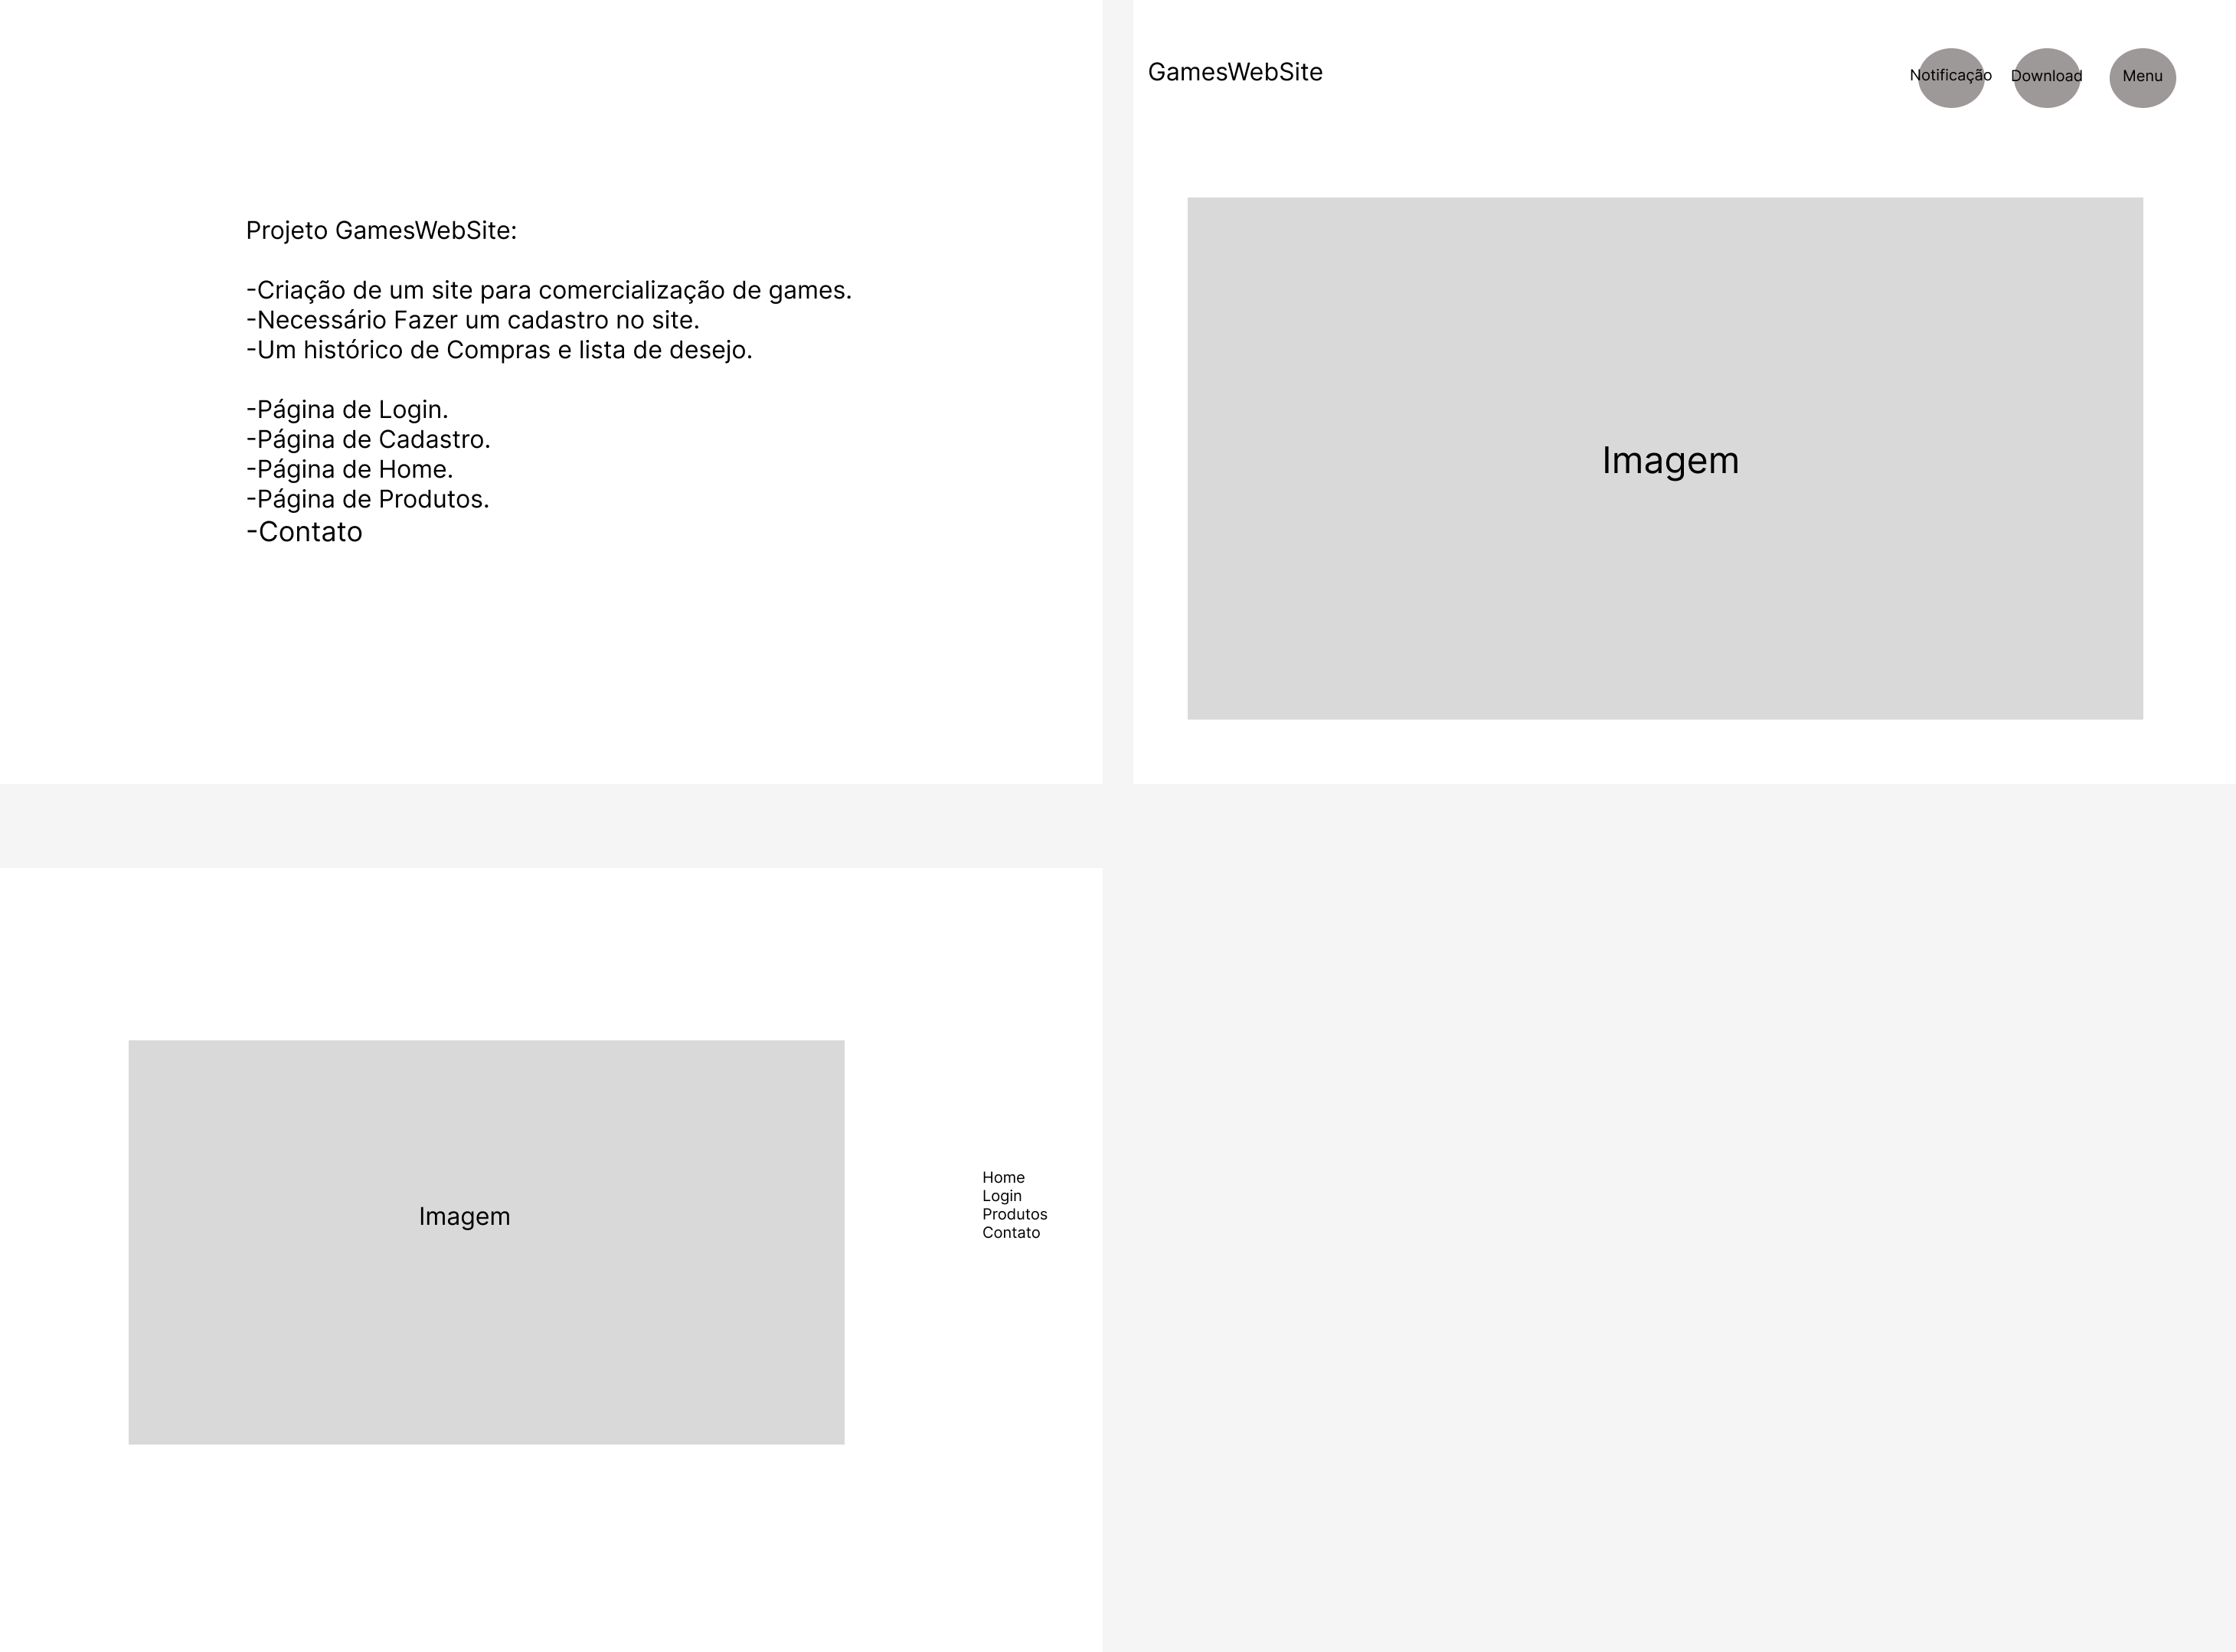 Projeto GamesWebSite:
-Criação de um site para comercialização de games.
-Necessário Fazer um cadastro no site.
-Um histórico de Compras e lista de desejo.
-Página de Login.
-Página de Cadastro.
-Página de Home.
-Página de Produtos.
-Contato
GamesWebSite
Notificação
Download
Menu
Imagem
Imagem
Home
Login
Produtos
Contato